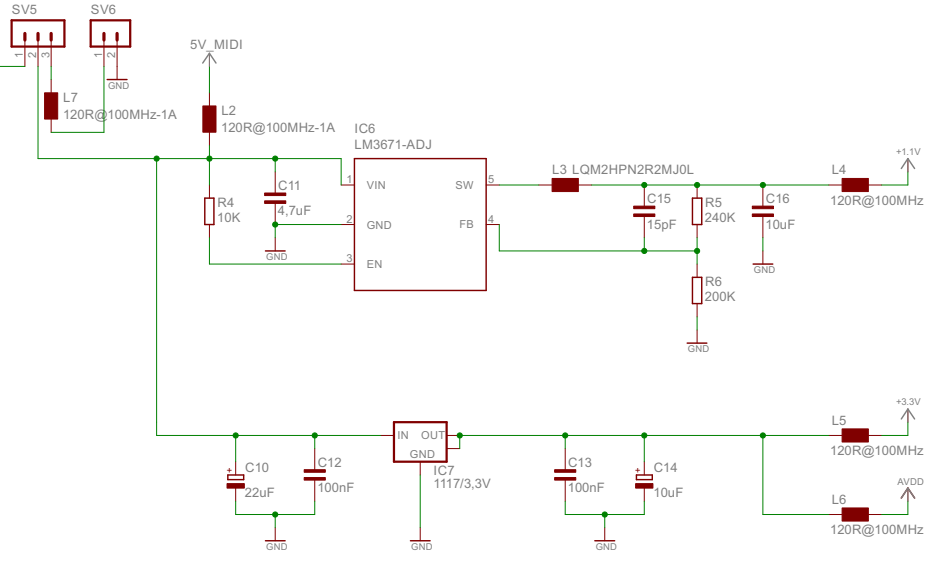 SV5
SV6
1
2
3
1
2
GND
L7
120R@100MHz-1A
5V_MIDI
L2
120R@100MHz-1A
IC6
LM3671-ADJ
R4
10K
C11
4,7uF
GND
1
VIN
2
GND
3
EN
SW
5
FB
4
L3 LQM2HPN2R2MJ0L
C15
15pF
R5
240K
C16
10uF
GND
R6
200K
GND
L4
120R@100MHz
+1.1V
C10
22uF
C12
100nF
GND
IN
OUT
GND
IC7
1117/3,3V
GND
C13
100nF
C14
10uF
GND
L5
120R@100MHz
+3.3V
AVDD
L6
120R@100MHz